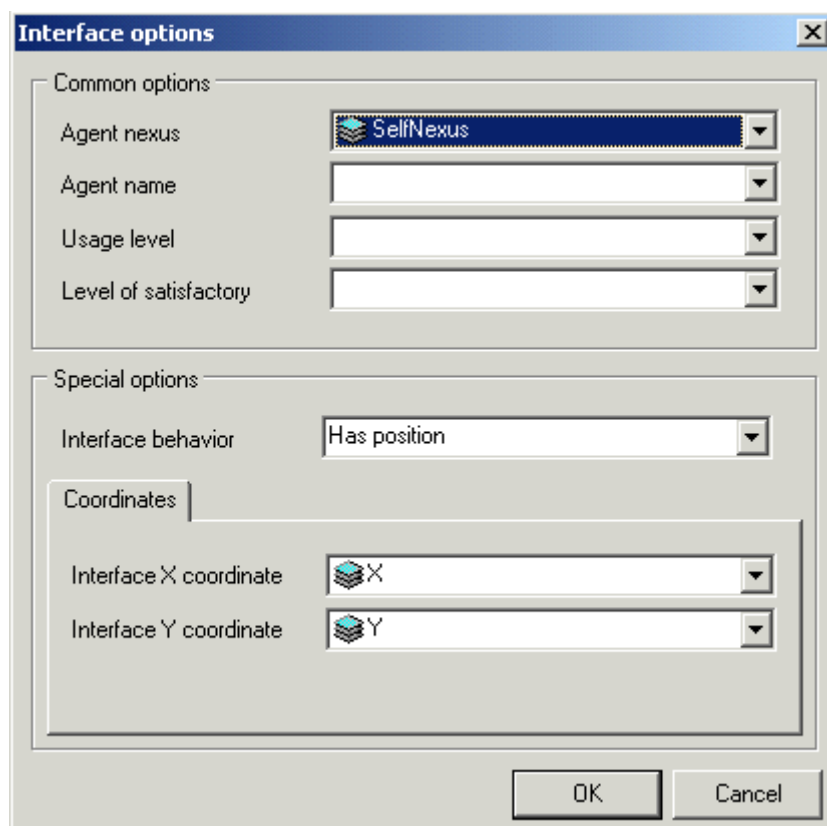 Interface options
Common options
Agent nexus SelfNexus
Agent name
Usage level
Level of satisfactory
Special options
Interface behavior Has position
Coordinates
Interface X coordinate X
Interface Y coordinate Y
OK Cancel